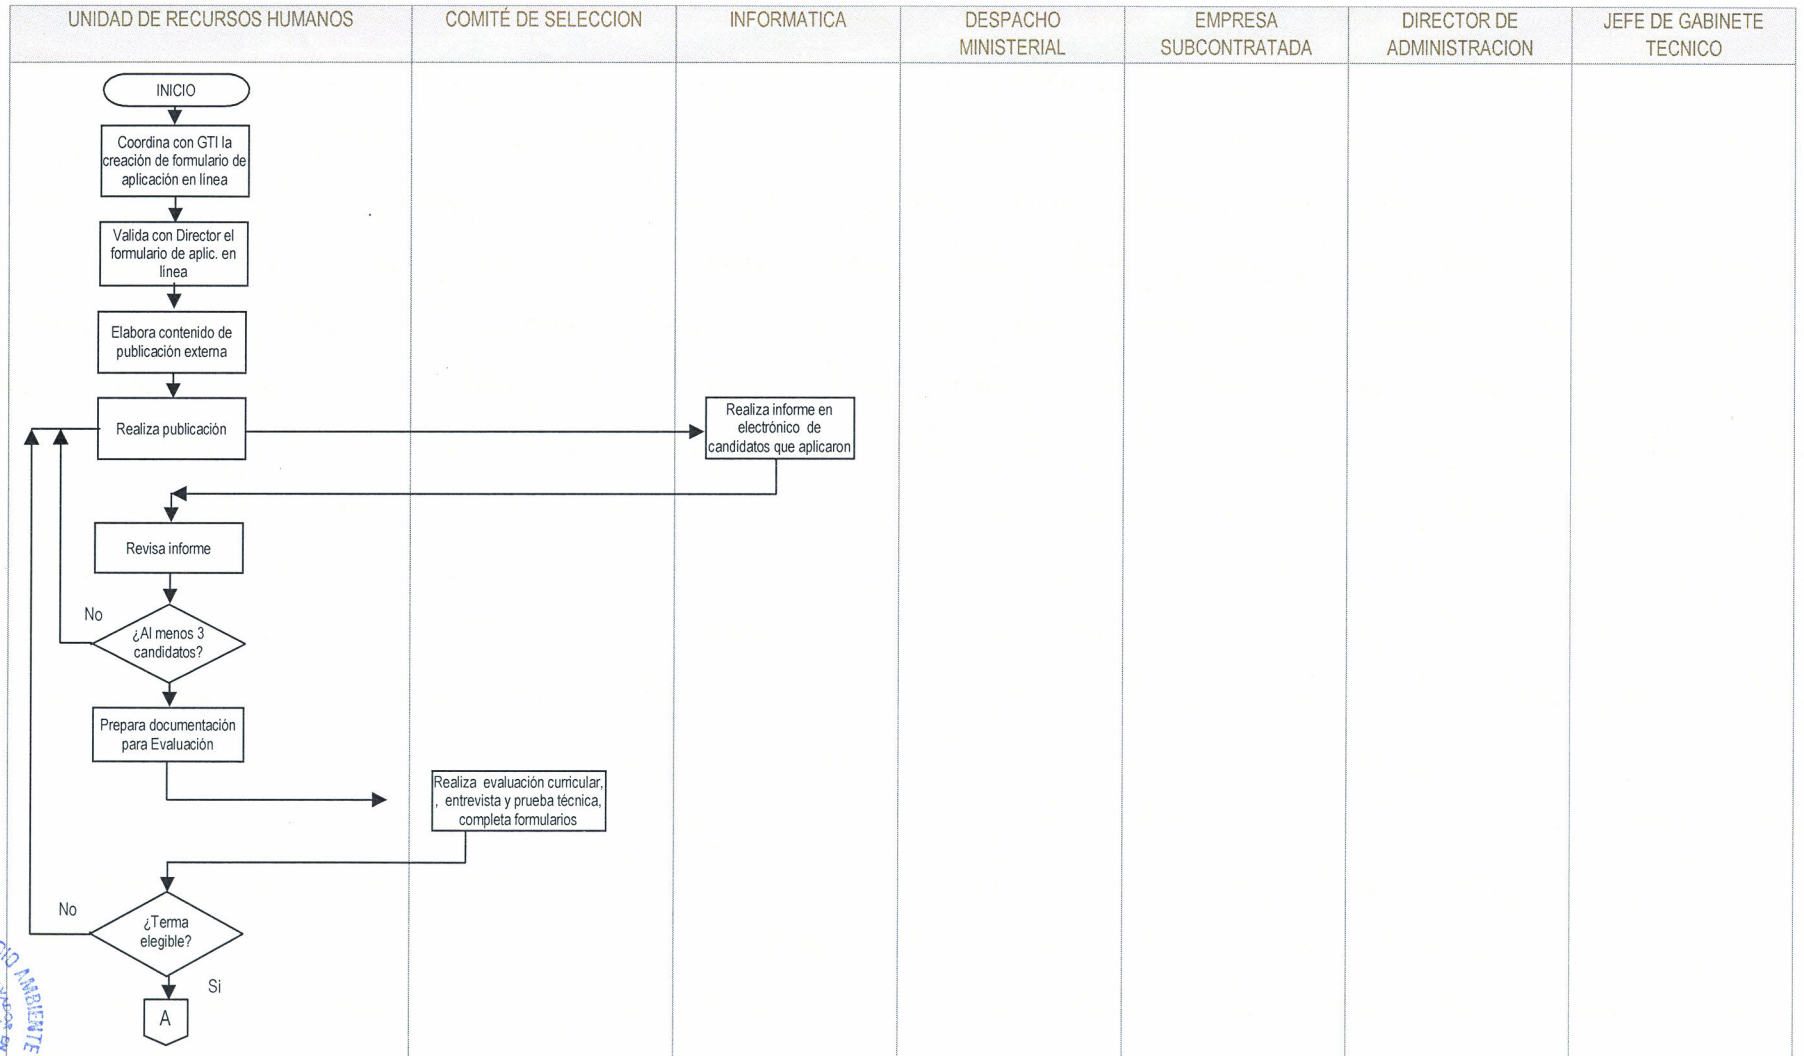 UNIDAD DE RECURSOS HUMANOS
COMITÉ DE SELECCION
INFORMATICA
DESPACHO
MINISTERIAL
EMPRESA
SUBCONTRATADA
DIRECTOR DE
ADMINISTRACION
JEFE DE GABINETE
TECNICO
INICIO
Coordina con GTI la
creación de formulario de
aplicación en línea
Valida con Director el
formulario de aplic. en
línea
Elabora contenido de
publicación externa
Realiza publicación
Realiza informe en
electrónico de
candidatos que aplicaron
Revisa informe
No
¿Al menos 3
candidatos?
Prepara documentación
para Evaluación
Realiza evaluación curricular,
, entrevista y prueba técnica,
completa formularios
No
¿Terma
elegible?
Si
A
AMBIENTE